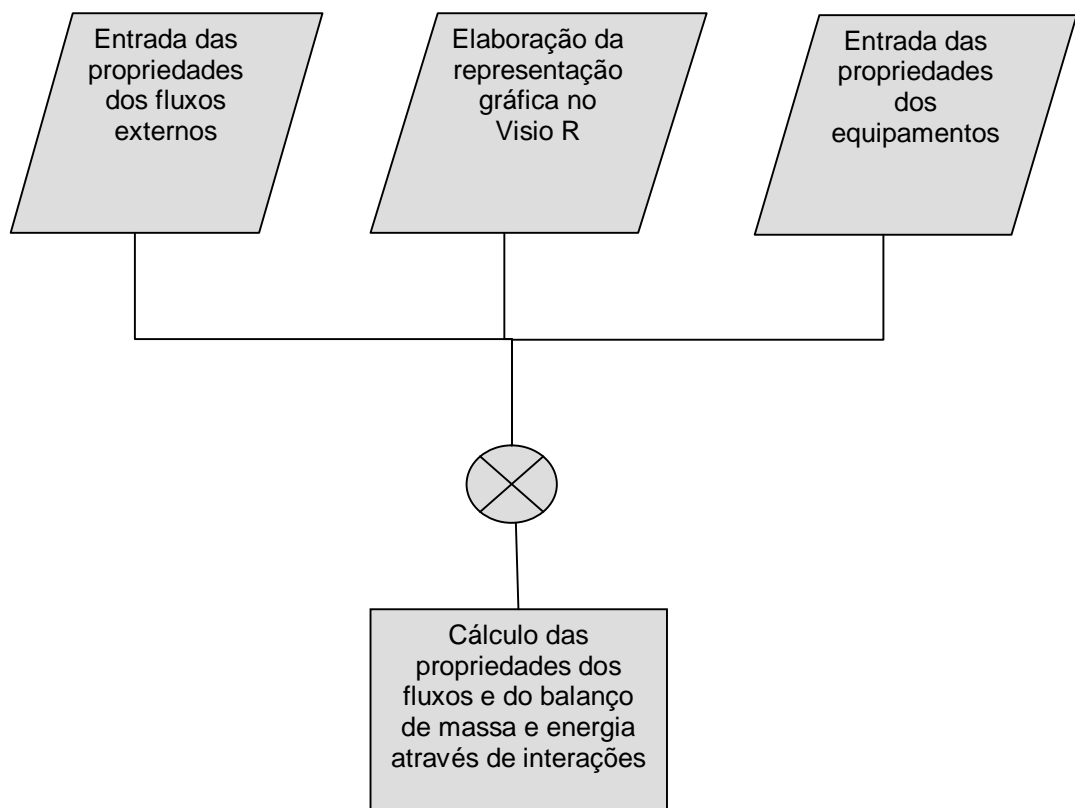 Entrada das
propriedades
dos fluxos
externos
Elaboração da
representação
gráfica no
Visio R
Entrada das
propriedades
dos
equipamentos
Cálculo das
propriedades dos
fluxos e do balanço
de massa e energia
através de interações